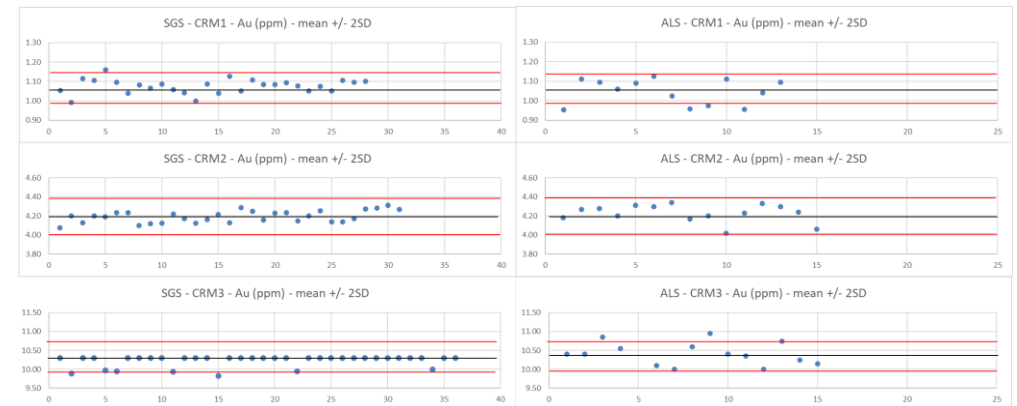 SGS - CRM1 - Au (ppm) - mean +/- 2SD
1.30
1.20
1.10
1.00
0.90
0 5 10 15 20 25 30 35 40
ALS - CRM1 - Au (ppm) - mean +/- 2SD
1.30
1.20
1.10
1.00
0.90
0 5 10 15 20 25
SGS - CRM2 - Au (ppm) - mean +/- 2SD
4.60
4.40
4.20
4.00
3.80
0 5 10 15 20 25 30 35 40
ALS - CRM2 - Au (ppm) - mean +/- 2SD
4.60
4.40
4.20
4.00
3.80
0 5 10 15 20 25
SGS - CRM3 - Au (ppm) - mean +/- 2SD
11.50
11.00
10.50
10.00
9.50
0 5 10 15 20 25 30 35 40
ALS - CRM3 - Au (ppm) - mean +/- 2SD
11.50
11.00
10.50
10.00
9.50
0 5 10 15 20 25